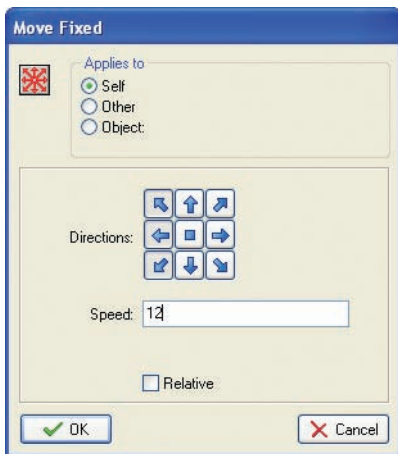 Move Fixed
Applies to
Self
Other
Object:
Directions:
Speed: 12
Relative
OK Cancel